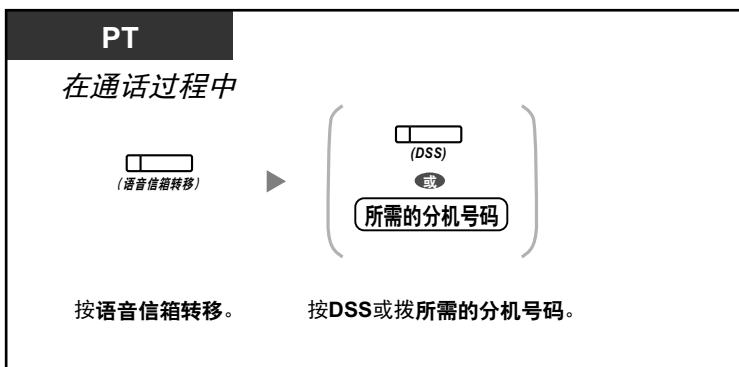 PT
在通话过程中
(语音信箱转移)
(DSS)
或
所需的分机号码
按语音信箱转移。
按DSS或拨所需的分机号码。